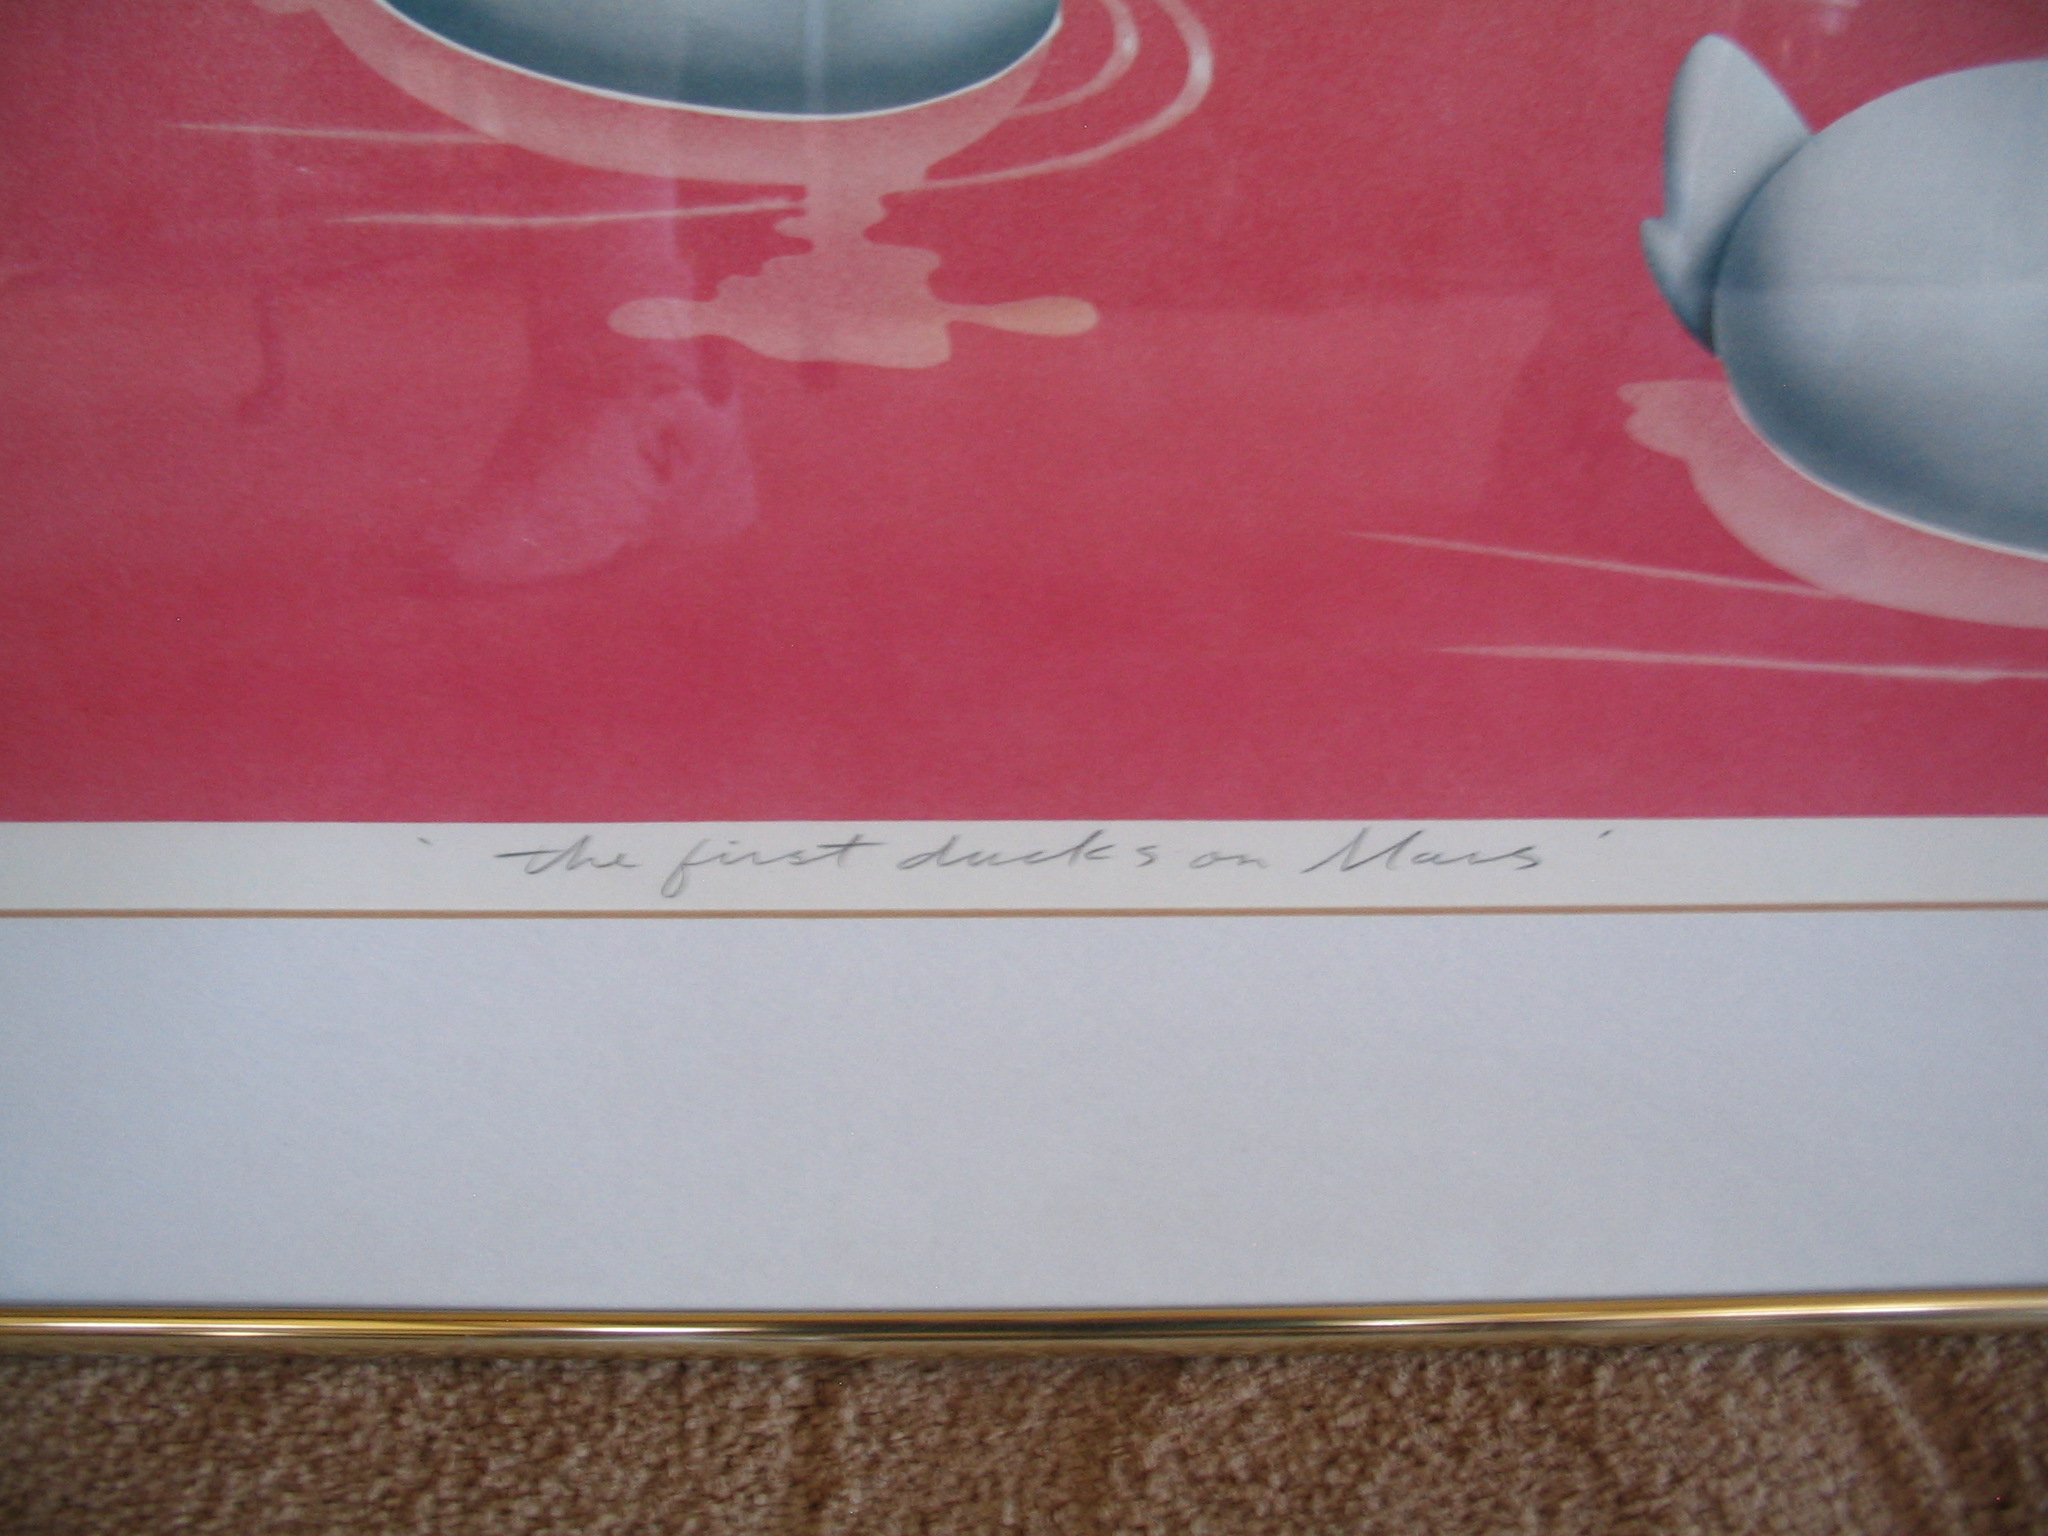 'the first ducks on Mars'